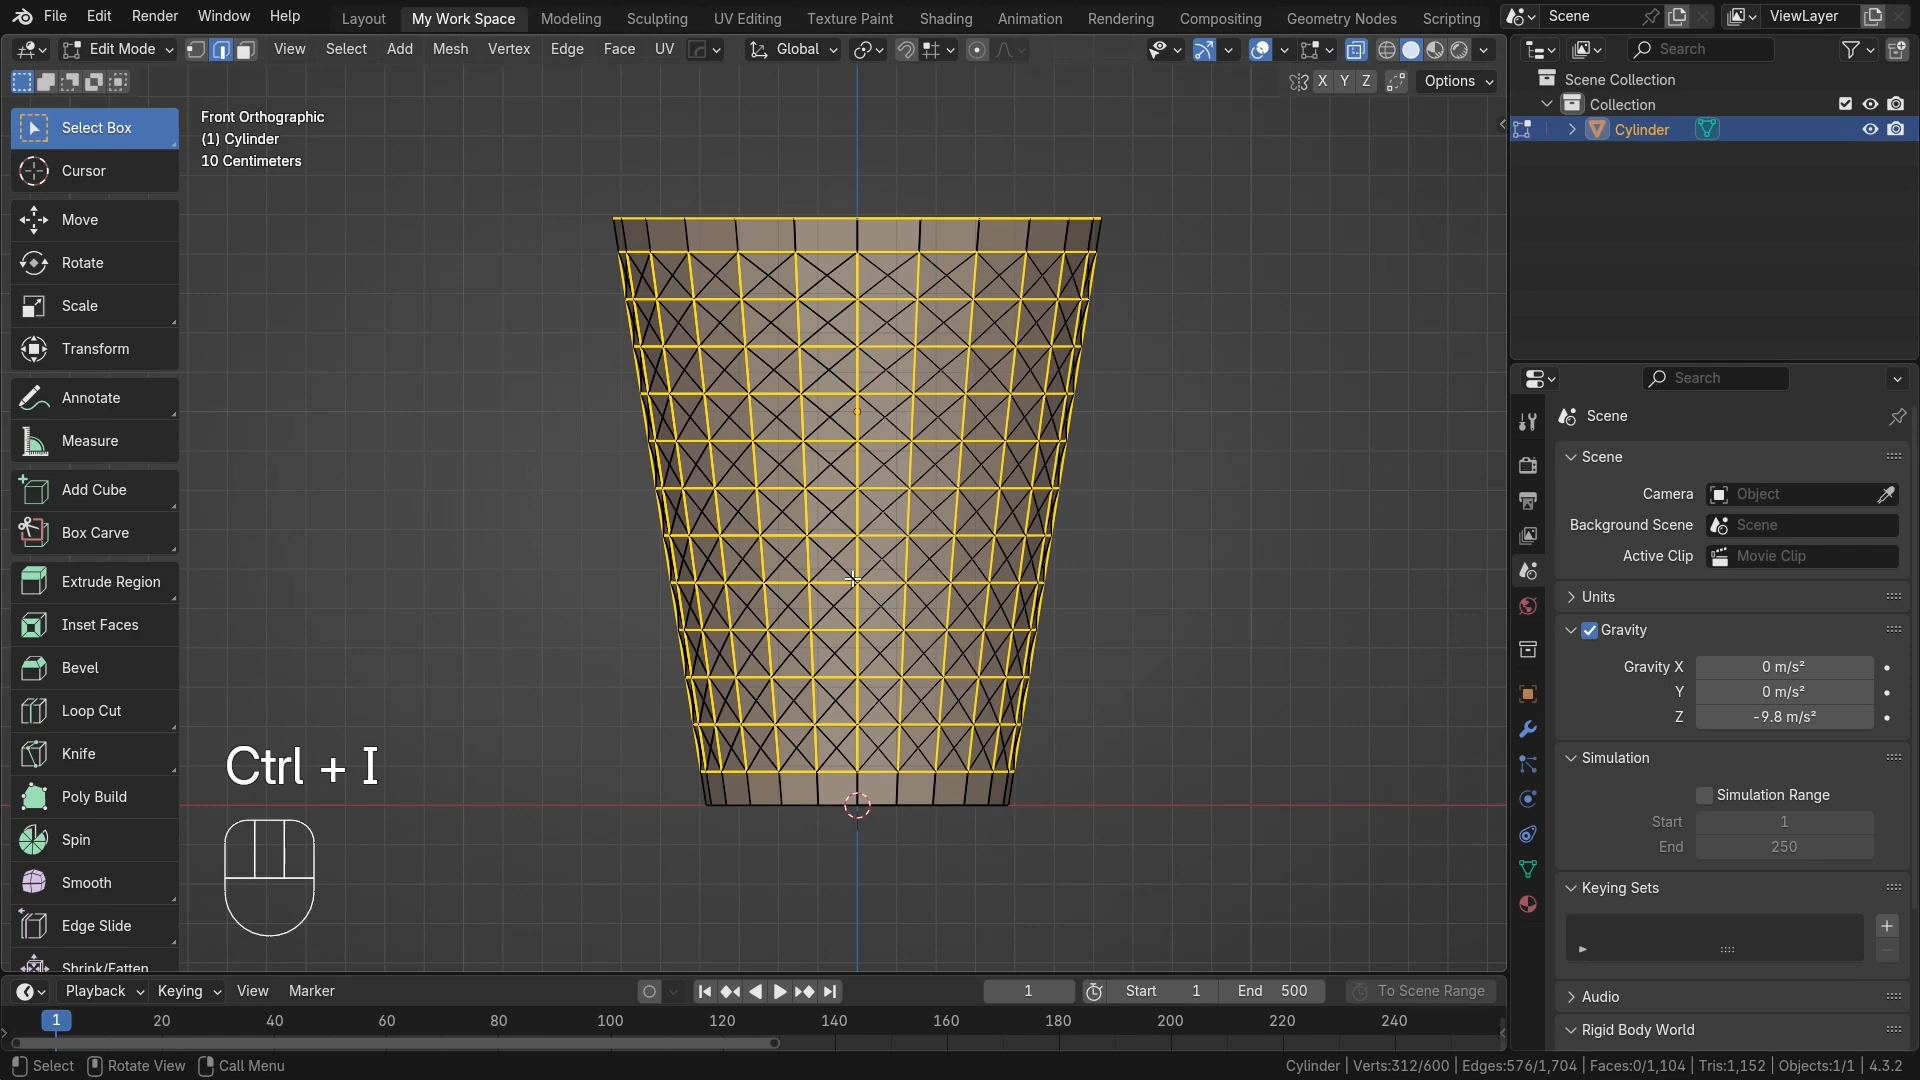 File Edit Render Window Help Layout My Work Space Modeling Sculpting UV Editing Texture Paint Shading Animation Rendering Compositing Geometry Nodes Scripting Scene ViewLayer
Edit Mode View Select Add Mesh Vertex Edge Face UV Global Search
X Y Z Options
Scene Collection
Collection
Cylinder
Front Orthographic
(1) Cylinder
10 Centimeters
Select Box
Cursor
Move
Rotate
Scale
Transform
Annotate
Measure
Add Cube
Box Carve
Extrude Region
Inset Faces
Bevel
Loop Cut
Knife
Poly Build
Spin
Smooth
Edge Slide
Shrink/Fatten
Ctrl + I
Search
Scene
Scene
Camera Object
Background Scene Scene
Active Clip Movie Clip
Units
Gravity
Gravity X 0 m/s²
Y 0 m/s²
Z -9.8 m/s²
Simulation
Simulation Range
Start 1
End 250
Keying Sets
Audio
Rigid Body World
Playback Keying View Marker 1 Start 1 End 500 To Scene Range
1 20 40 60 80 100 120 140 160 180 200 220 240
Select Rotate View Call Menu Cylinder | Verts:312/600 | Edges:576/1,704 | Faces:0/1,104 | Tris:1,152 | Objects:1/1 | 4.3.2